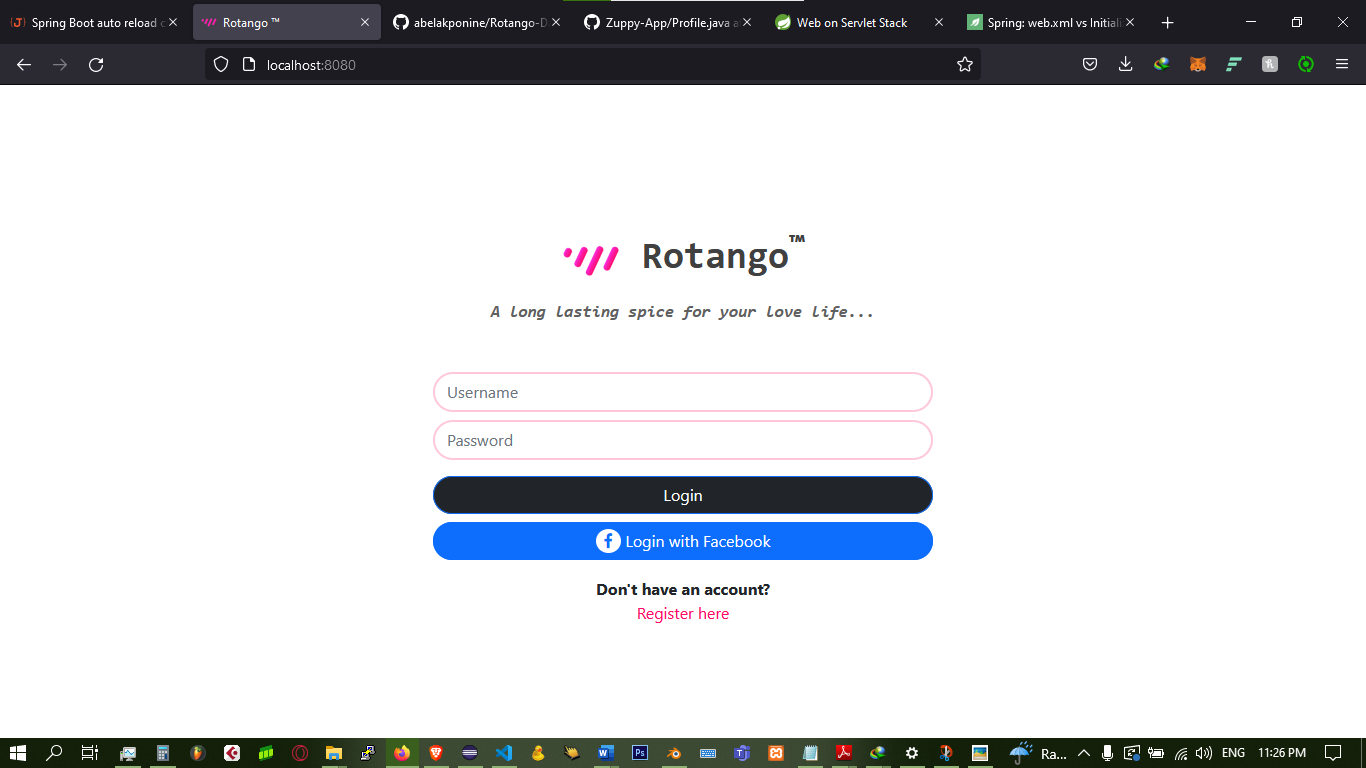 Spring Boot auto reload
Rotango ™
abelakponine/Rotango-D
Zuppy-App/Profile.java a
Web on Servlet Stack
Spring: web.xml vs Initiali
localhost:8080
Rotango™
A long lasting spice for your love life...
Username
Password
Login
Login with Facebook
Don't have an account?
Register here
Ra...
ENG
11:26 PM